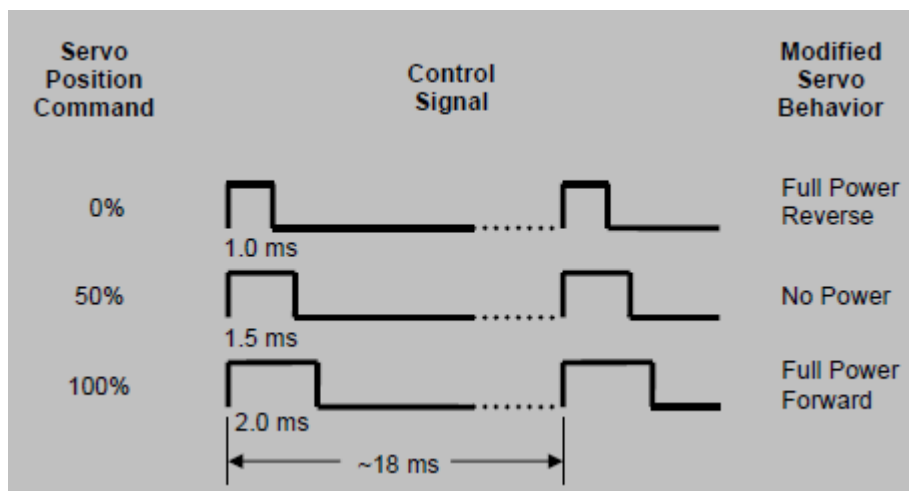 Servo
Position
Command
Control
Signal
Modified
Servo
Behavior
0%
1.0 ms
Full Power
Reverse
50%
1.5 ms
No Power
100%
2.0 ms
Full Power
Forward
~18 ms